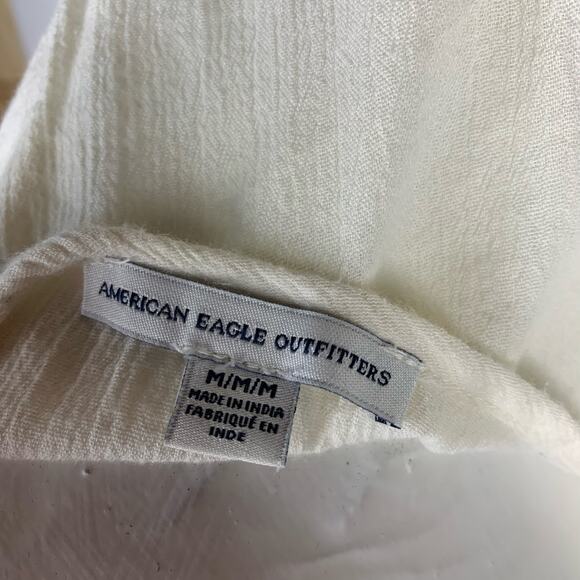 AMERICAN EAGLE OUTFITTERS
M/M/M
MADE IN INDIA
FABRIQUÉ EN
INDE